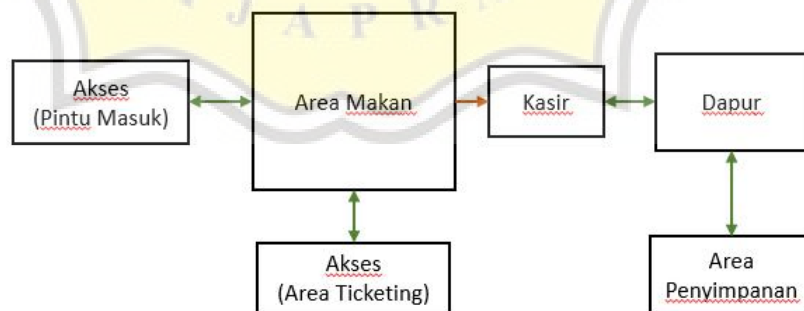 J A P R
Akses
(Pintu Masuk)
Area Makan
Kasir
Dapur
Akses
(Area Ticketing)
Area
Penyimpanan